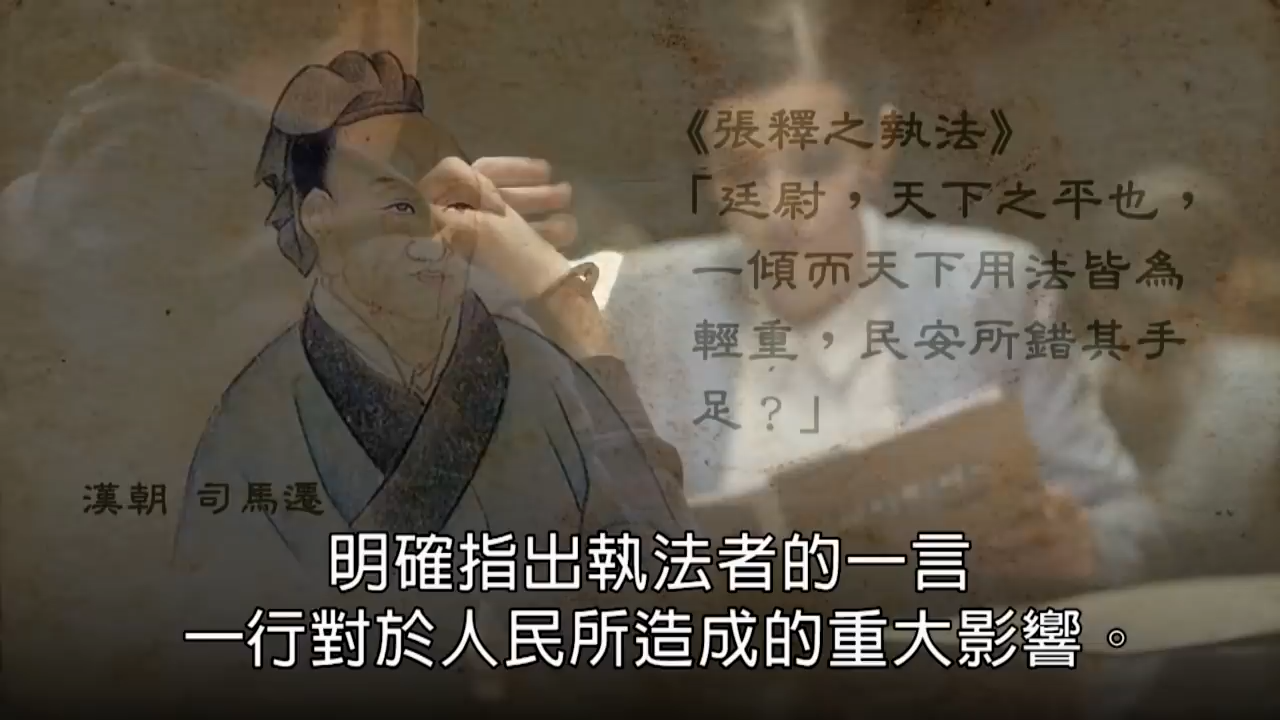 《張釋之執法》
「廷尉，天下之平也，
一傾而天下用法皆為
輕重，民安所錯其手
足？」
漢朝 司馬遷
明確指出執法者的一言
一行對於人民所造成的重大影響。